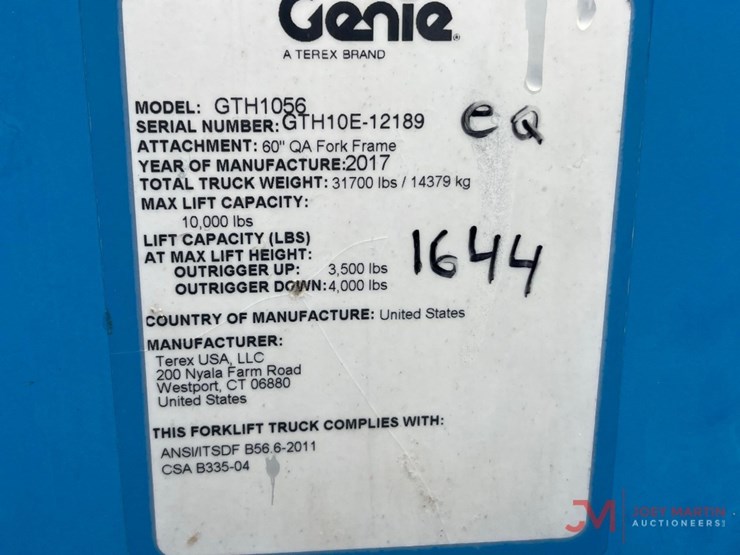 Genie
A TEREX BRAND
MODEL: GTH1056
SERIAL NUMBER: GTH10E-12189
eQ
ATTACHMENT: 60" QA Fork Frame
YEAR OF MANUFACTURE:2017
TOTAL TRUCK WEIGHT: 31700 lbs / 14379 kg
MAX LIFT CAPACITY:
10,000 lbs
LIFT CAPACITY (LBS)
AT MAX LIFT HEIGHT:
OUTRIGGER UP: 3,500 lbs
OUTRIGGER DOWN: 4,000 lbs
1644
COUNTRY OF MANUFACTURE: United States
MANUFACTURER:
Terex USA, LLC
200 Nyala Farm Road
Westport, CT 06880
United States
THIS FORKLIFT TRUCK COMPLIES WITH:
ANSI/ITSDF B56.6-2011
CSA B335-04
JM
JOEY MARTIN
AUCTIONEERS